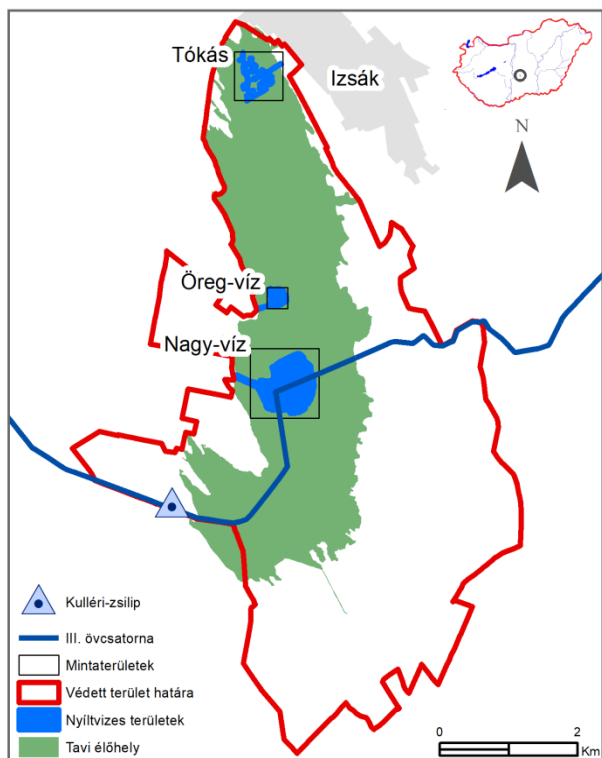 Tókás
Izsák
N
Öreg-víz
Nagy-víz
Kulléri-zsilip
III. övcsatorna
Mintaterületek
Védett terület határa
Nyíltvizes területek
Tavi élőhely
0 2
Km